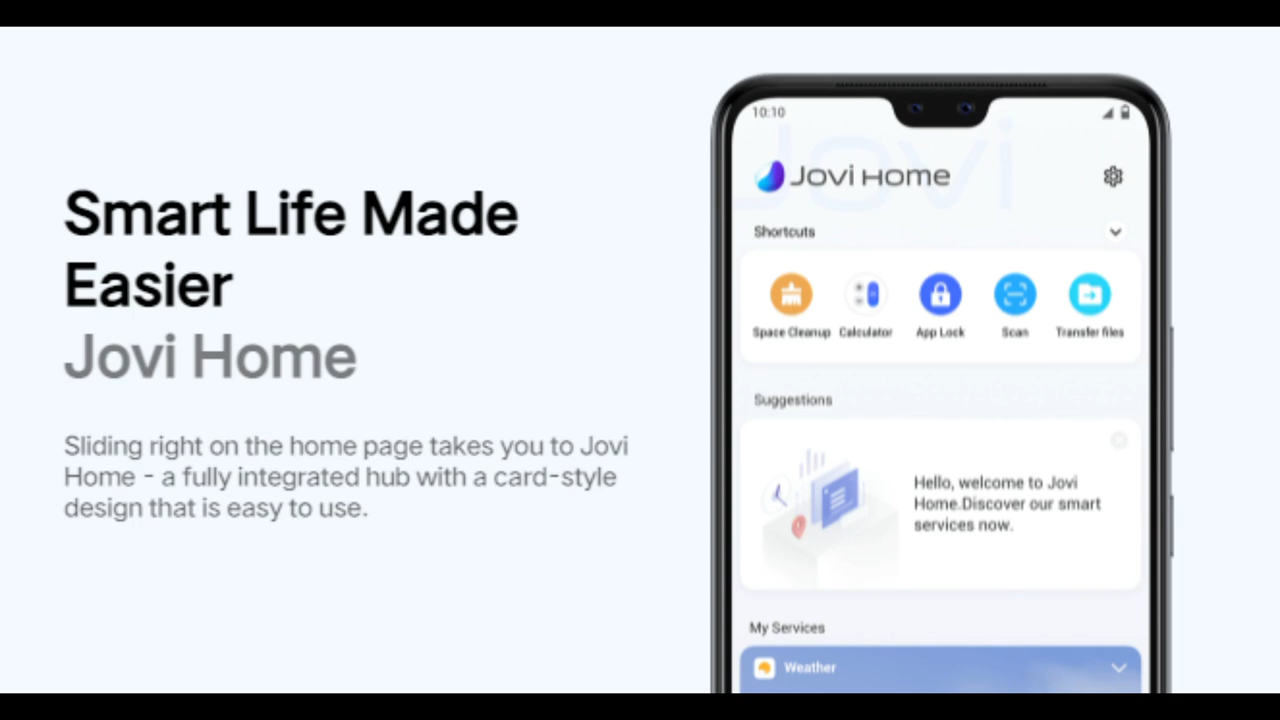 Smart Life Made
Easier
Jovi Home
Sliding right on the home page takes you to Jovi
Home - a fully integrated hub with a card-style
design that is easy to use.
10:10
Jovi
Jovi Home
Shortcuts
Space Cleanup Calculator App Lock Scan Transfer files
Suggestions
Hello, welcome to Jovi
Home.Discover our smart
services now.
My Services
Weather